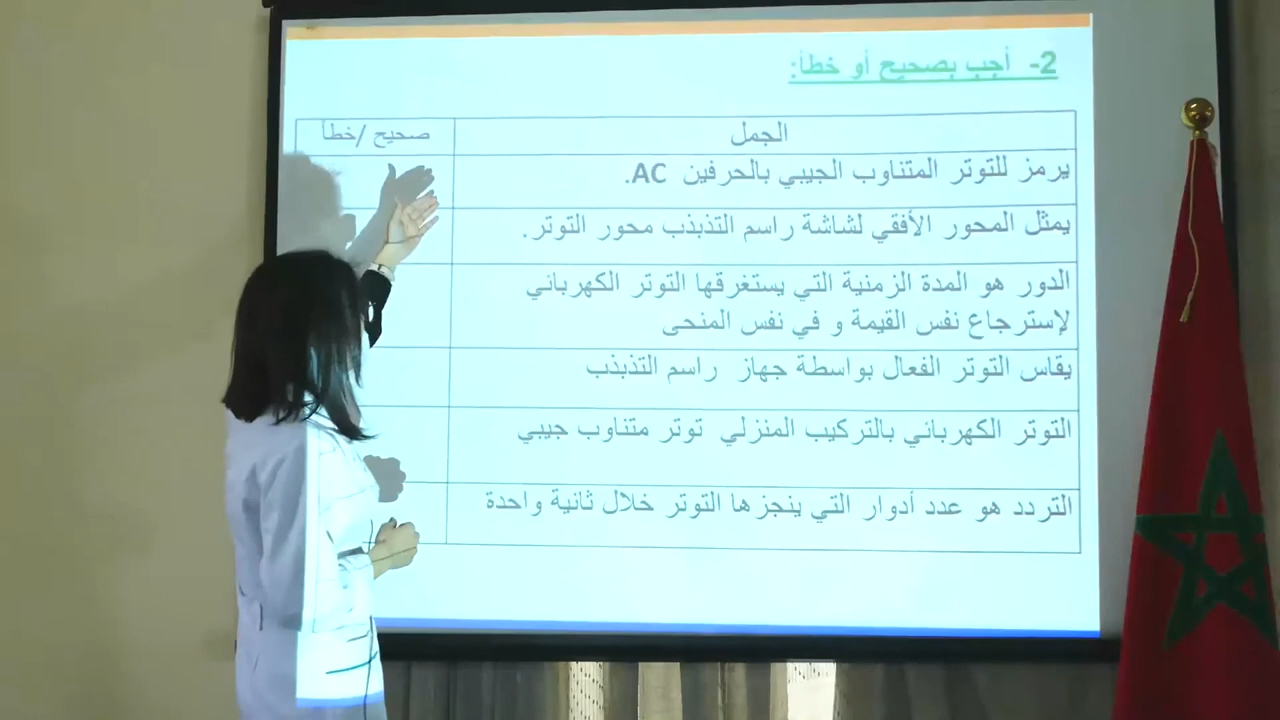 2- أجب بصحيح أو خطأ:
الجمل
صحيح /خطأ
يرمز للتوتر المتناوب الجيبي بالحرفين AC.
يمثل المحور الأفقي لشاشة راسم التذبذب محور التوتر.
الدور هو المدة الزمنية التي يستغرقها التوتر الكهربائي
لإسترجاع نفس القيمة و في نفس المنحى
يقاس التوتر الفعال بواسطة جهاز راسم التذبذب
التوتر الكهربائي بالتركيب المنزلي توتر متناوب جيبي
التردد هو عدد أدوار التي ينجزها التوتر خلال ثانية واحدة